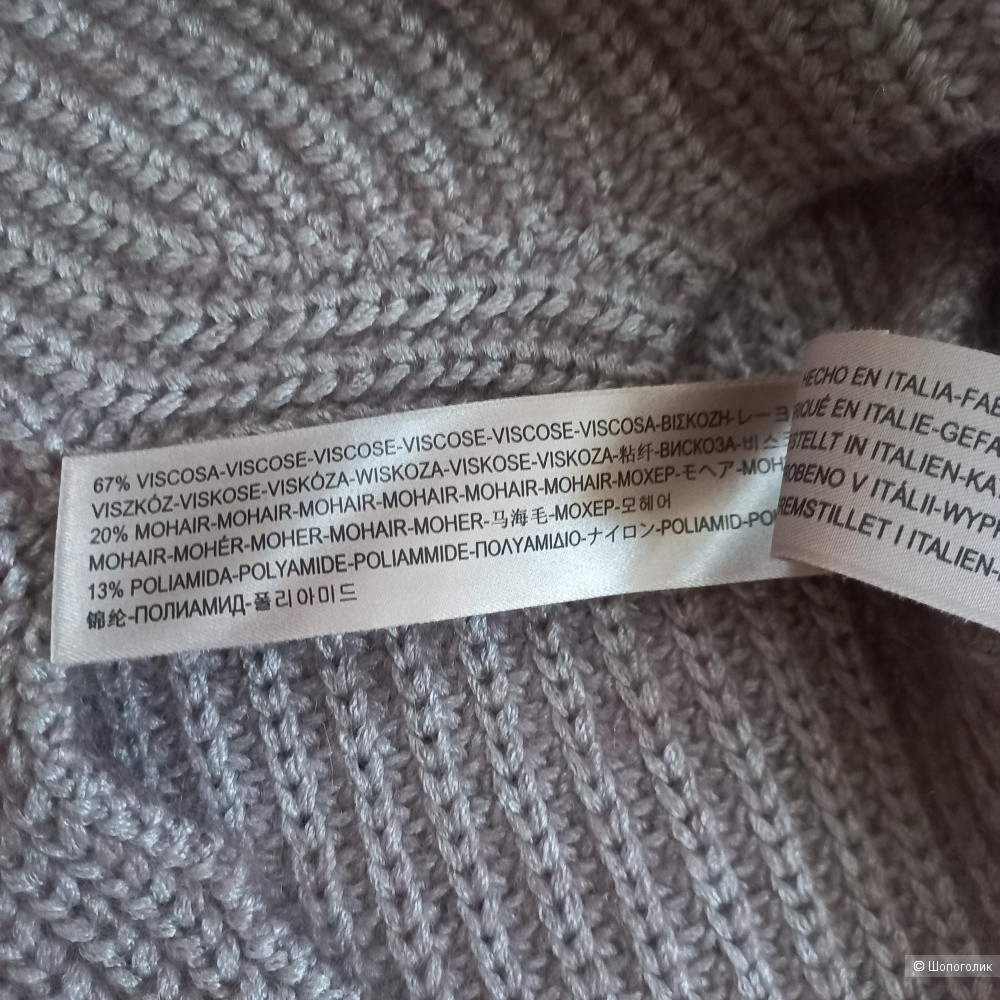 67% VISCOSA-VISCOSE-VISCOSE-VISCOSE-VISCOSE-VISCOSA-ΒΙΣΚΟΖΗ-レーヨ
VISZKÓZ-VISKOSE-VISKÓZA-WISKOZA-VISKOSE-VISKOZA-粘纤-ВИСКОЗА-비스
20% MOHAIR-MOHAIR-MOHAIR-MOHAIR-MOHAIR-MOHAIR-ΜΟΧΕΡ-モヘア-MOH
MOHAIR-MOHÉR-MOHER-MOHAIR-MOHER-马海毛-МОХЕР-모헤어
13% POLIAMIDA-POLYAMIDE-POLIAMMIDE-ΠΟΛΥΑΜΙΔΙΟ-ナイロン-POLIAMID-PO
锦纶-ПОЛИАМИД-폴리아미드
HECHO EN ITALIA-FAB
RIQUÉ EN ITALIE-GEFA
STELLT IN ITALIEN-ΚΑΤ
ROBENO V ITÁLII-WYPR
REMSTILLET I ITALIEN-
© Шопоголик